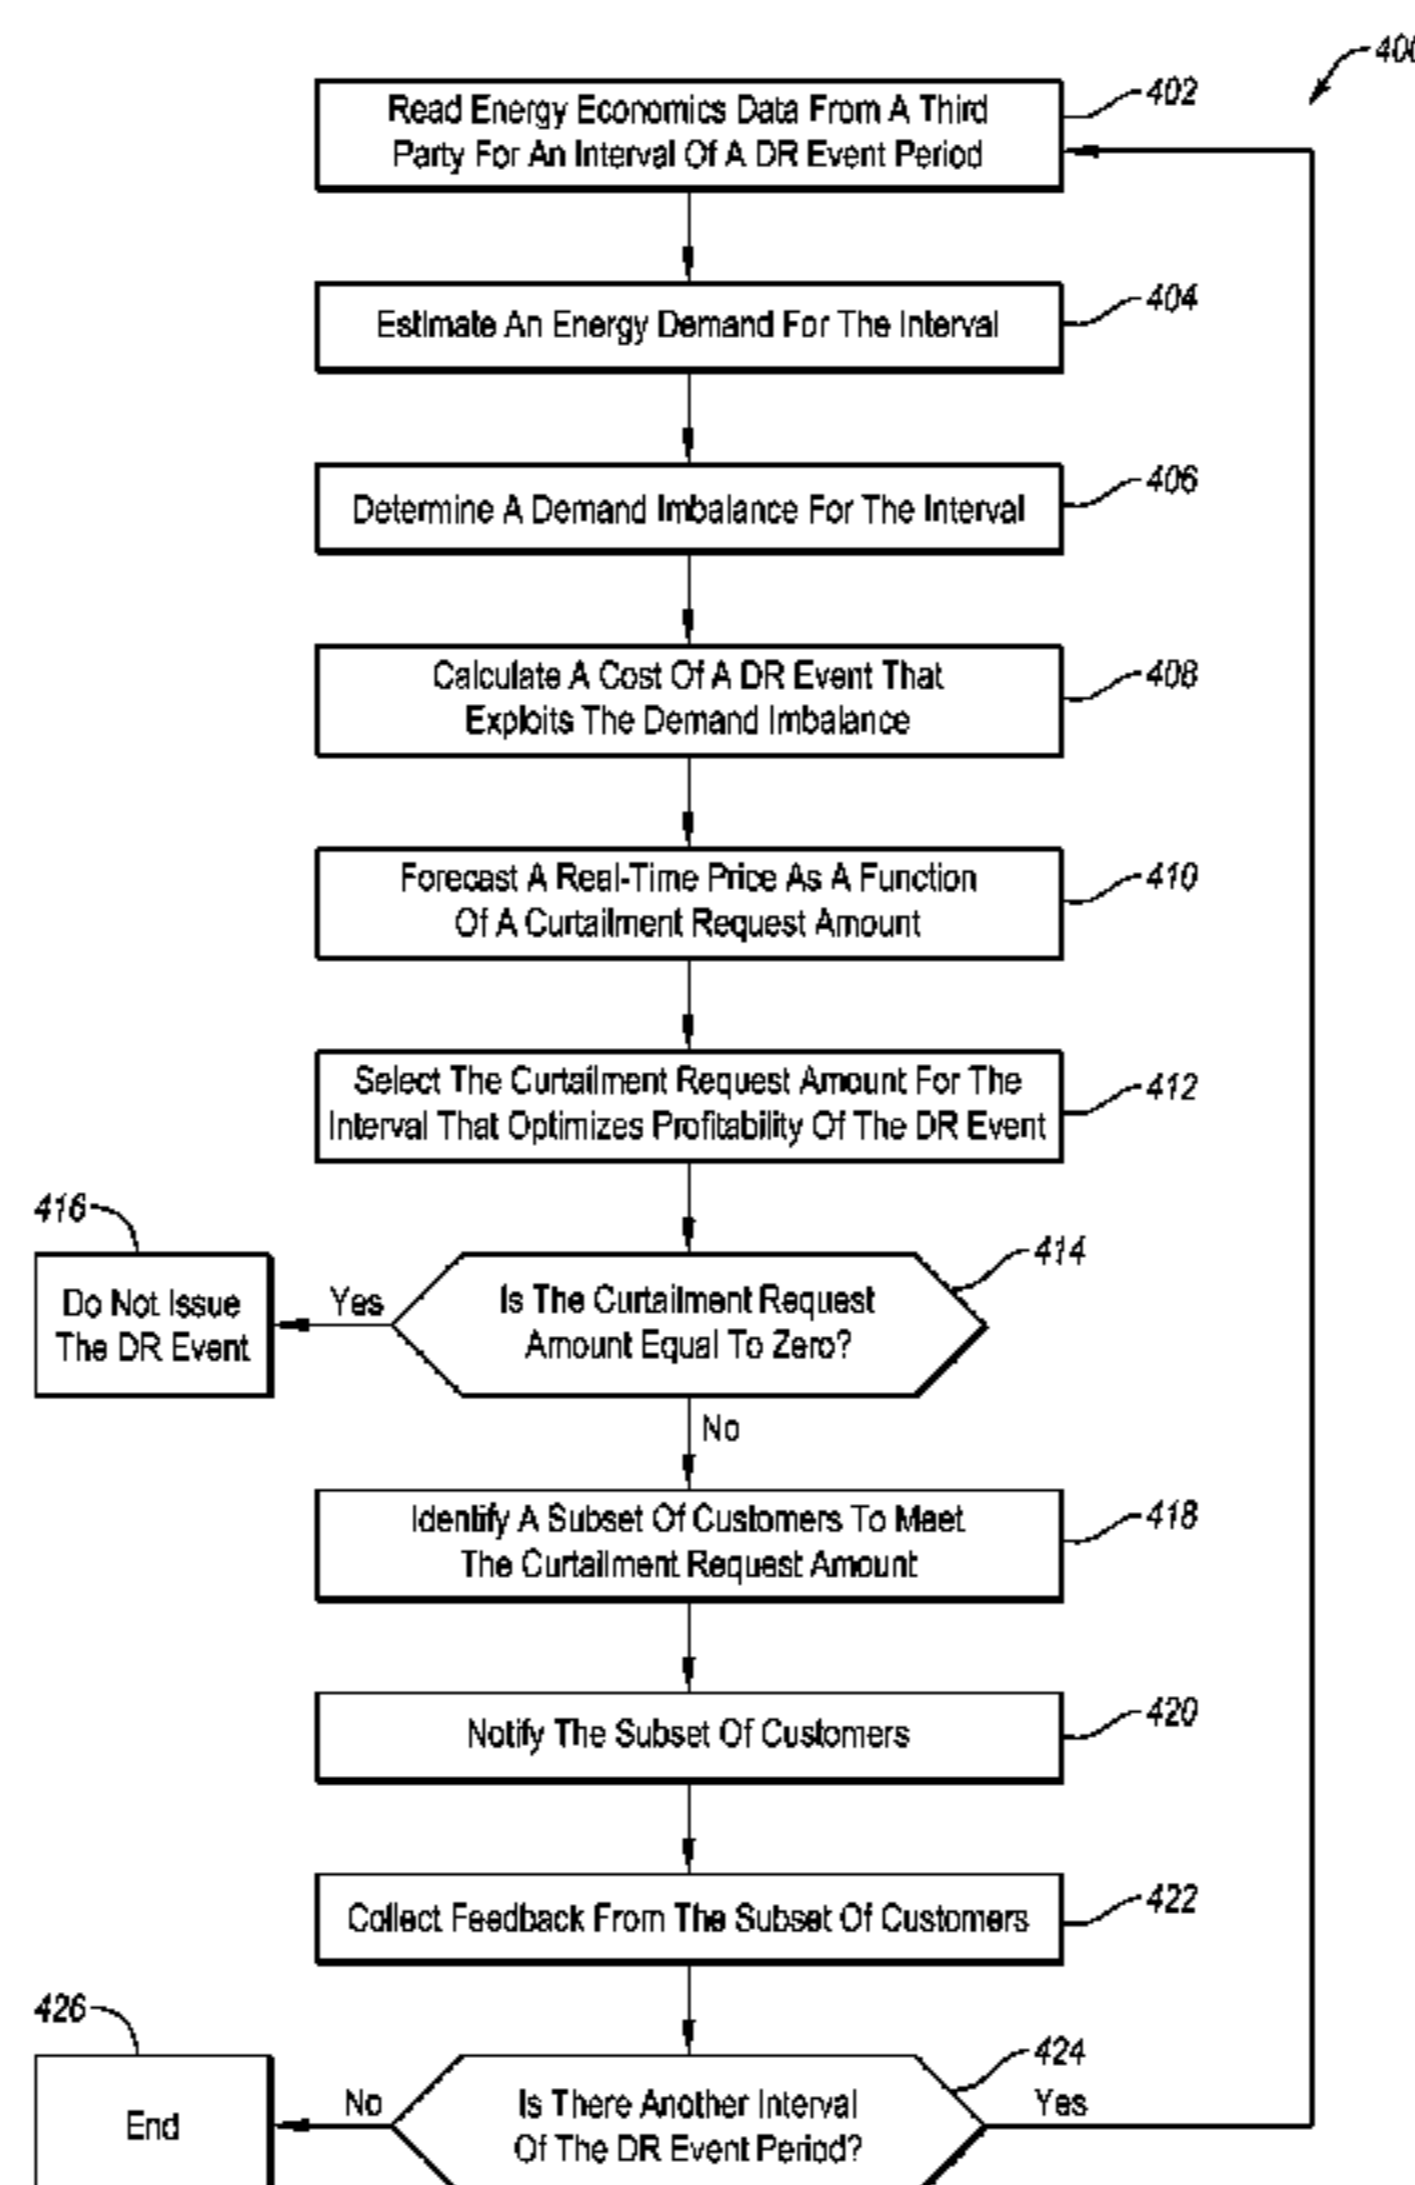 400
402
Read Energy Economics Data From A Third
Party For An Interval Of A DR Event Period
404
Estimate An Energy Demand For The Interval
406
Determine A Demand Imbalance For The Interval
408
Calculate A Cost Of A DR Event That
Exploits The Demand Imbalance
410
Forecast A Real-Time Price As A Function
Of A Curtailment Request Amount
412
Select The Curtailment Request Amount For The
Interval That Optimizes Profitability Of The DR Event
416
Do Not Issue
The DR Event
Yes
414
Is The Curtailment Request
Amount Equal To Zero?
No
418
Identify A Subset Of Customers To Meet
The Curtailment Request Amount
420
Notify The Subset Of Customers
422
Collect Feedback From The Subset Of Customers
426
End
No
424
Is There Another Interval
Of The DR Event Period?
Yes